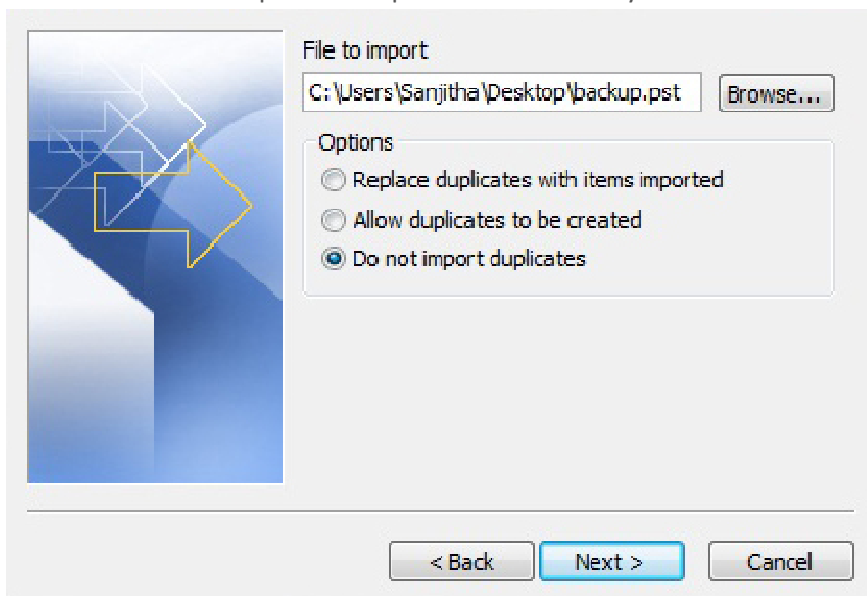 File to import
C:\Users\Sanjitha\Desktop\backup.pst
Browse...
Options
Replace duplicates with items imported
Allow duplicates to be created
Do not import duplicates
< Back
Next >
Cancel